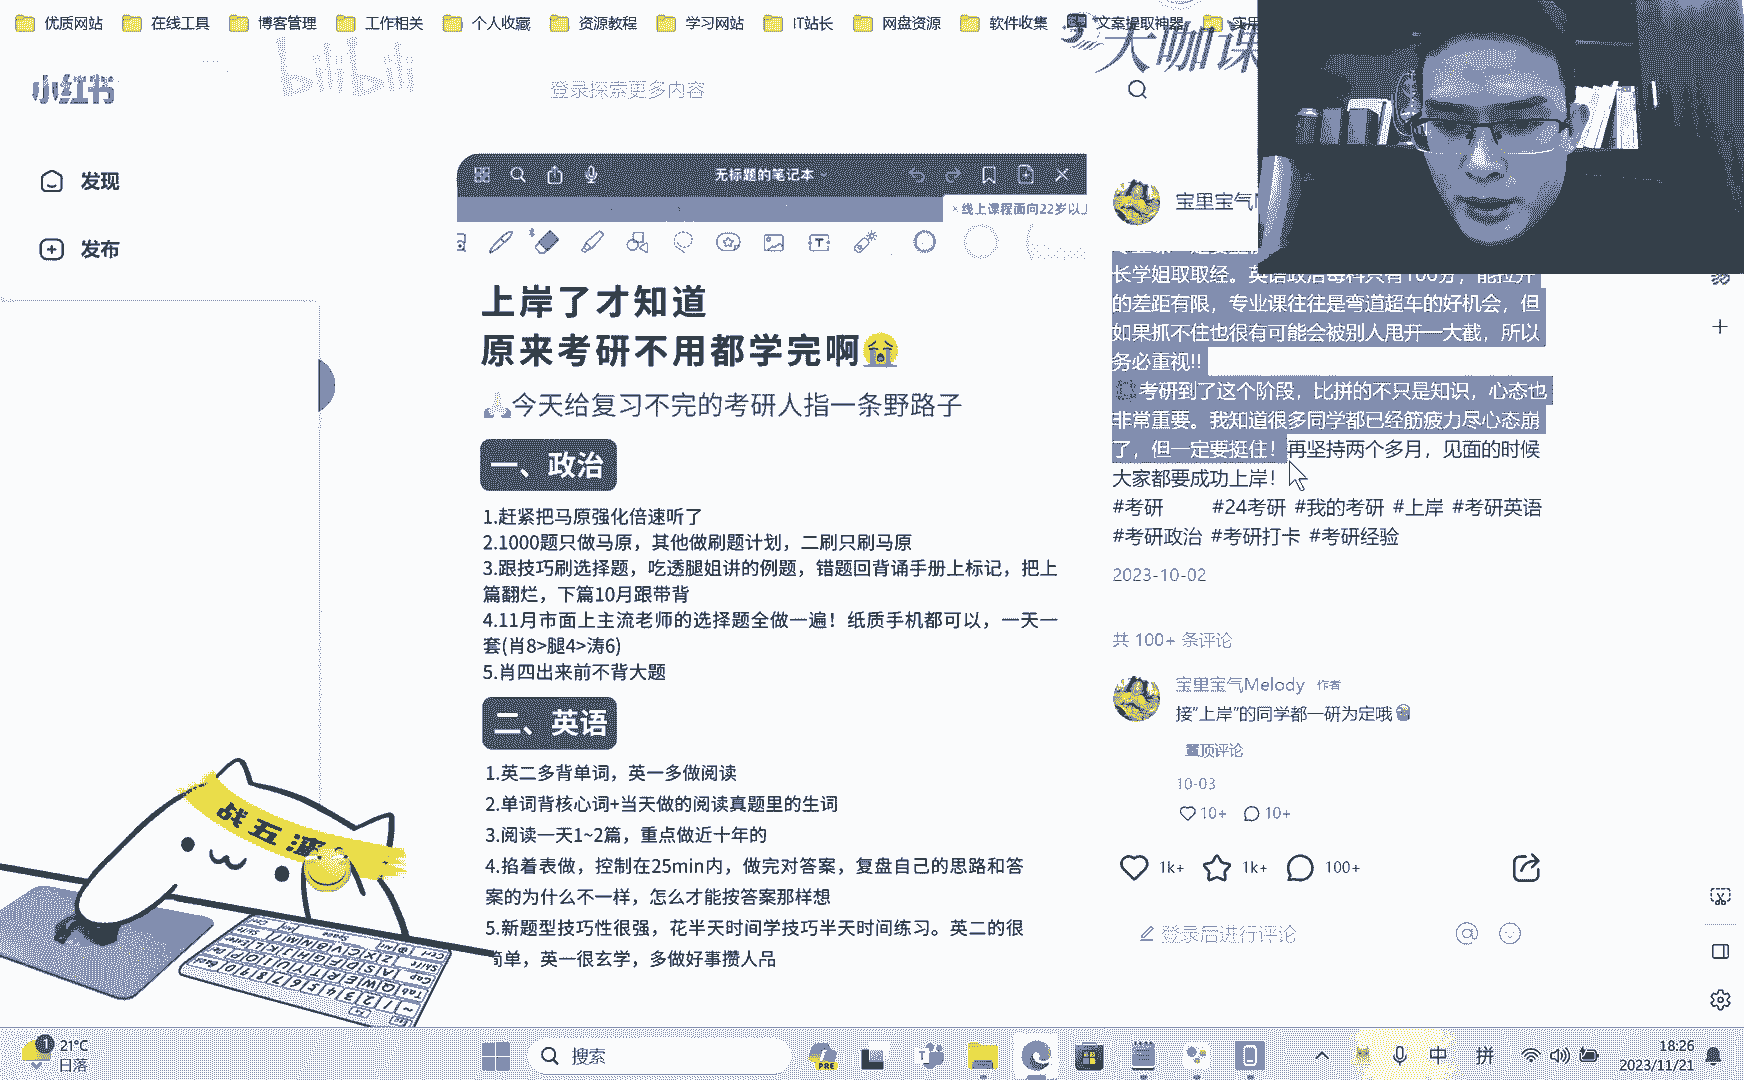 优质网站 在线工具 博客管理 工作相关 个人收藏 资源教程 学习网站 IT站长 网盘资源 软件收集 文案提取神器
大咖课
bilibili
小红书
登录探索更多内容
发现
发布
无标题的笔记本
线上课程面向22岁以
上岸了才知道
原来考研不用都学完啊😭
🙏今天给复习不完的考研人指一条野路子
一、政治
1.赶紧把马原强化倍速听了
2.1000题只做马原，其他做刷题计划，二刷只刷马原
3.跟技巧刷选择题，吃透腿姐讲的例题，错题回背诵手册上标记，把上
篇翻烂，下篇10月跟带背
4.11月市面上主流老师的选择题全做一遍！纸质手机都可以，一天一
套(肖8>腿4>涛6)
5.肖四出来前不背大题
二、英语
1.英二多背单词，英一多做阅读
2.单词背核心词+当天做的阅读真题里的生词
3.阅读一天1~2篇，重点做近十年的
4.掐着表做，控制在25min内，做完对答案，复盘自己的思路和答
案的为什么不一样，怎么才能按答案那样想
5.新题型技巧性很强，花半天时间学技巧半天时间练习。英二的很
简单，英一很玄学，多做好事攒人品
宝里宝气
长学姐取取经。英语政治每科只有100分，能拉开
的差距有限，专业课往往是弯道超车的好机会，但
如果抓不住也很有可能会被别人甩开一大截，所以
务必重视!!
考研到了这个阶段，比拼的不只是知识，心态也
非常重要。我知道很多同学都已经筋疲力尽心态崩
了，但一定要挺住！再坚持两个多月，见面的时候
大家都要成功上岸！
#考研 #24考研 #我的考研 #上岸 #考研英语
#考研政治 #考研打卡 #考研经验
2023-10-02
共 100+ 条评论
宝里宝气Melody 作者
接“上岸”的同学都一研为定哦
置顶评论
10-03
10+ 10+
1k+ 1k+ 100+
登录后进行评论
战五渣
21°C
日落
搜索
PRE
中 拼
18:26
2023/11/21